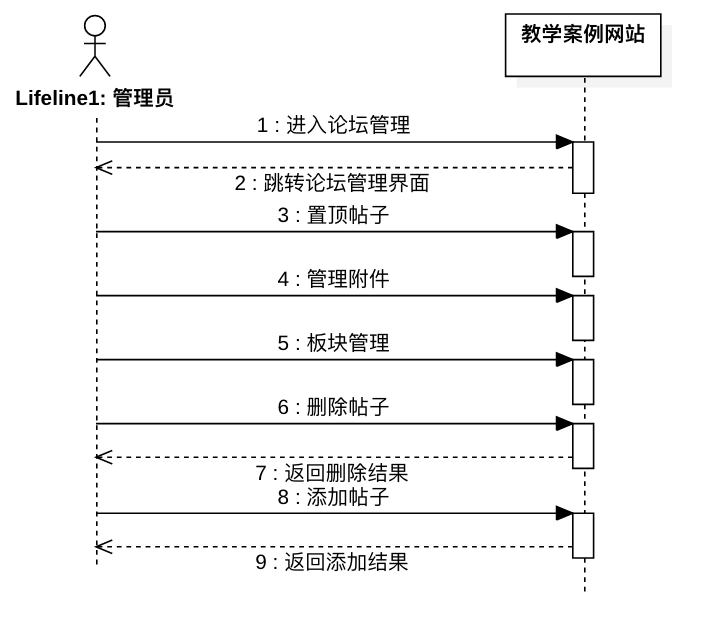 教学案例网站
Lifeline1: 管理员
1 : 进入论坛管理
2 : 跳转论坛管理界面
3 : 置顶帖子
4 : 管理附件
5 : 板块管理
6 : 删除帖子
7 : 返回删除结果
8 : 添加帖子
9 : 返回添加结果